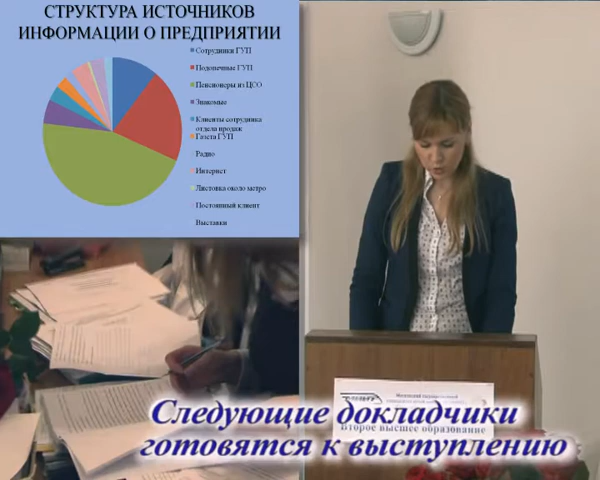 СТРУКТУРА ИСТОЧНИКОВ
ИНФОРМАЦИИ О ПРЕДПРИЯТИИ
Сотрудники ГУП
Подопечные ГУП
Пенсионеры из ЦСО
Знакомые
Клиенты сотрудника
отдела продаж
Газета ГУП
Радио
Интернет
Листовка около метро
Постоянный клиент
Выставки
Второе высшее образование
Следующие докладчики
готовятся к выступлению